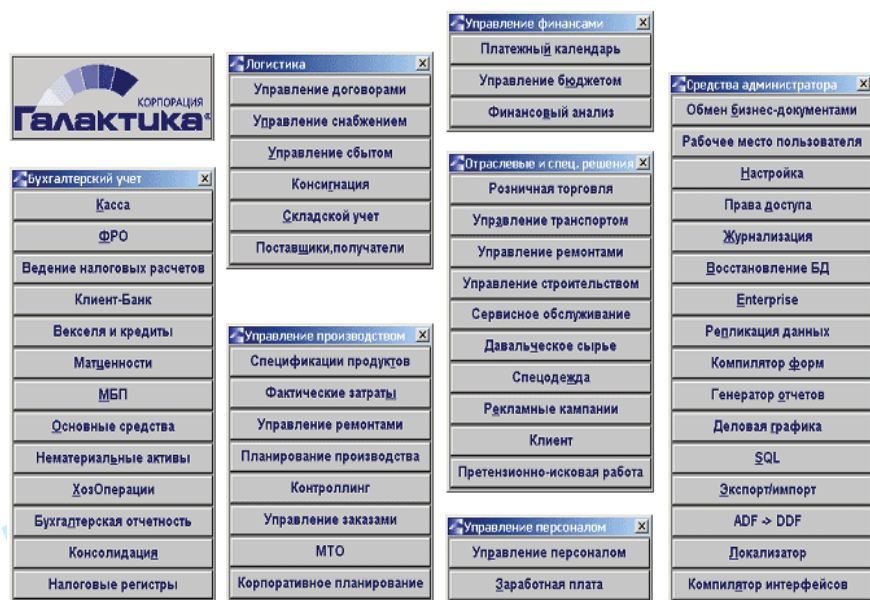 КОРПОРАЦИЯ
Галактика®
Бухгалтерский учет
Касса
ФРО
Ведение налоговых расчетов
Клиент-Банк
Векселя и кредиты
Матценности
МБП
Основные средства
Нематериальные активы
ХозОперации
Бухгалтерская отчетность
Консолидация
Налоговые регистры
Логистика
Управление договорами
Управление снабжением
Управление сбытом
Консигнация
Складской учет
Поставщики,получатели
Управление производством
Спецификации продуктов
Фактические затраты
Управление ремонтами
Планирование производства
Контроллинг
Управление заказами
МТО
Корпоративное планирование
Управление финансами
Платежный календарь
Управление бюджетом
Финансовый анализ
Отраслевые и спец. решения
Розничная торговля
Управление транспортом
Управление ремонтами
Управление строительством
Сервисное обслуживание
Давальческое сырье
Спецодежда
Рекламные кампании
Клиент
Претензионно-исковая работа
Управление персоналом
Управление персоналом
Заработная плата
Средства администратора
Обмен бизнес-документами
Рабочее место пользователя
Настройка
Права доступа
Журнализация
Восстановление БД
Enterprise
Репликация данных
Компилятор форм
Генератор отчетов
Деловая графика
SQL
Экспорт/импорт
ADF -> DDF
Локализатор
Компилятор интерфейсов